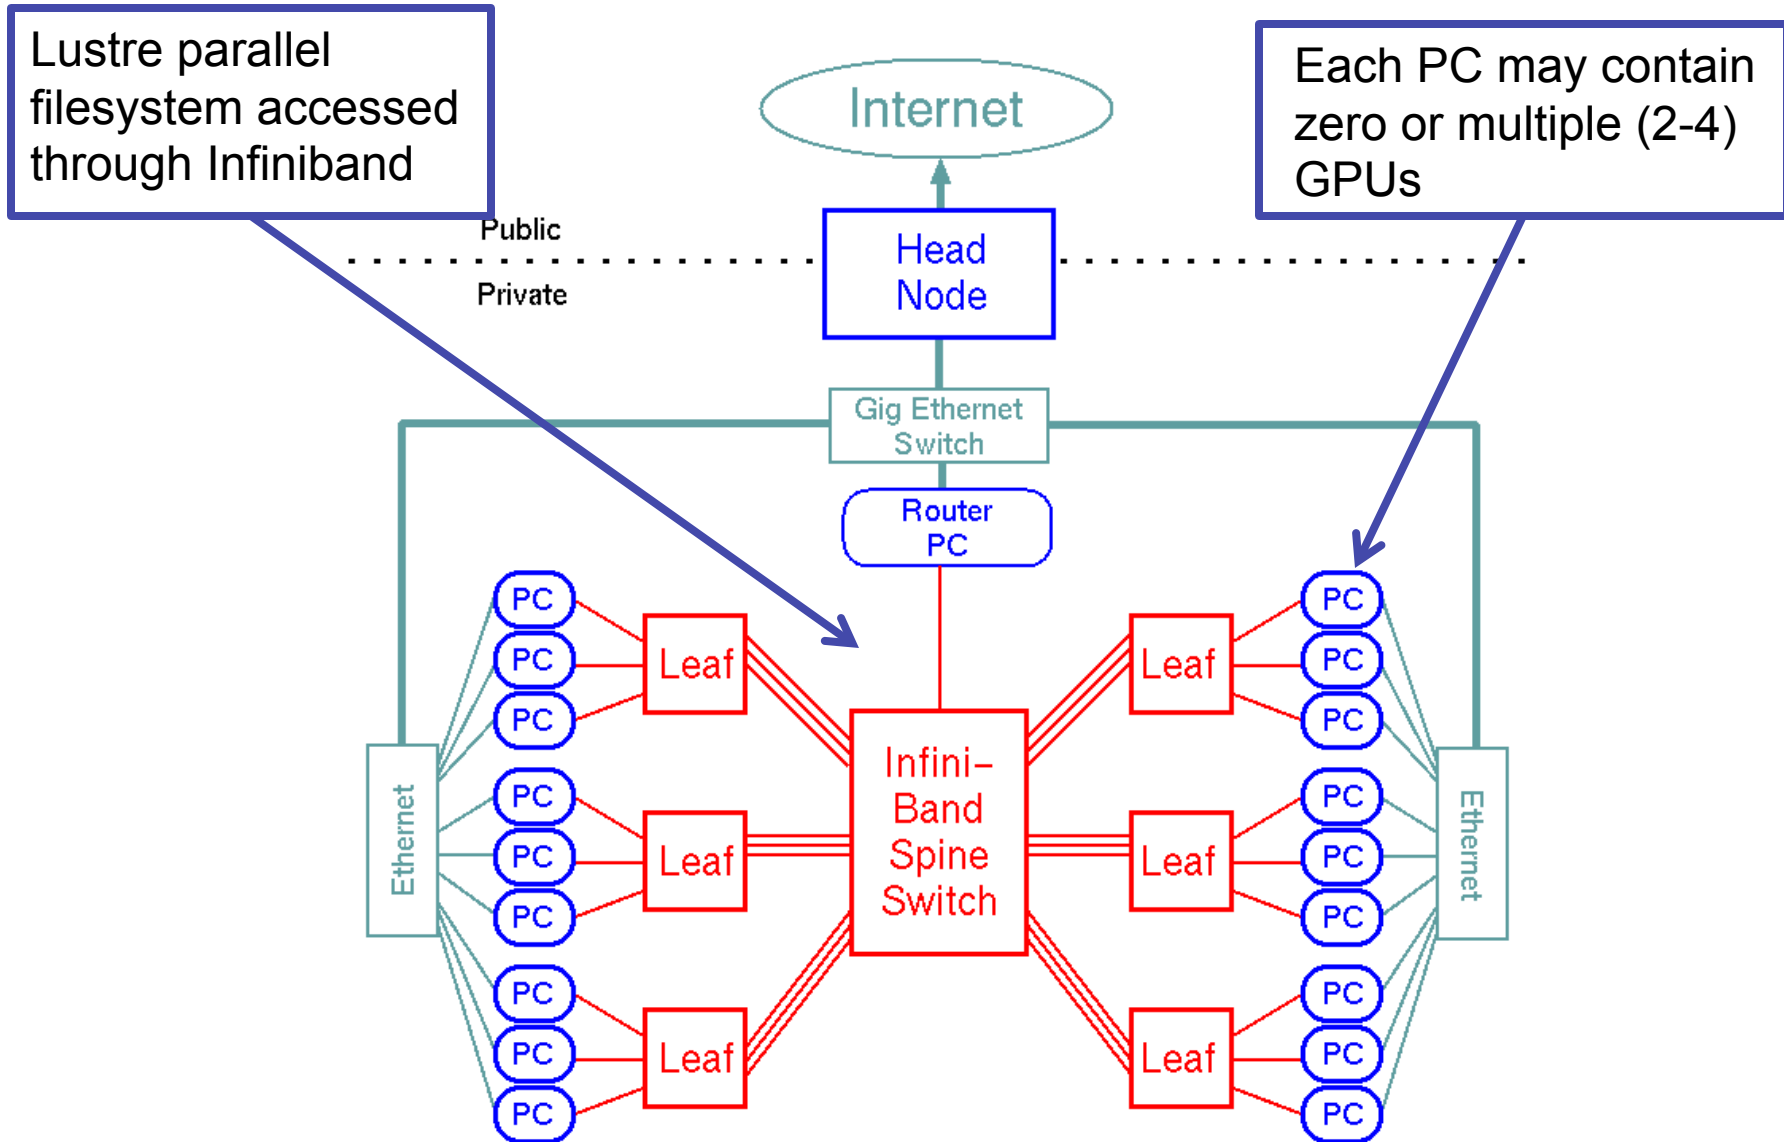 Lustre parallel
filesystem accessed
through Infiniband
Each PC may contain
zero or multiple (2-4)
GPUs
Internet
Public
Private
Head
Node
Gig Ethernet
Switch
Router
PC
PC
PC
PC
Leaf
Leaf
PC
PC
PC
Ethernet
PC
PC
PC
Leaf
Infini-
Band
Spine
Switch
Leaf
PC
PC
PC
Ethernet
PC
PC
PC
Leaf
Leaf
PC
PC
PC